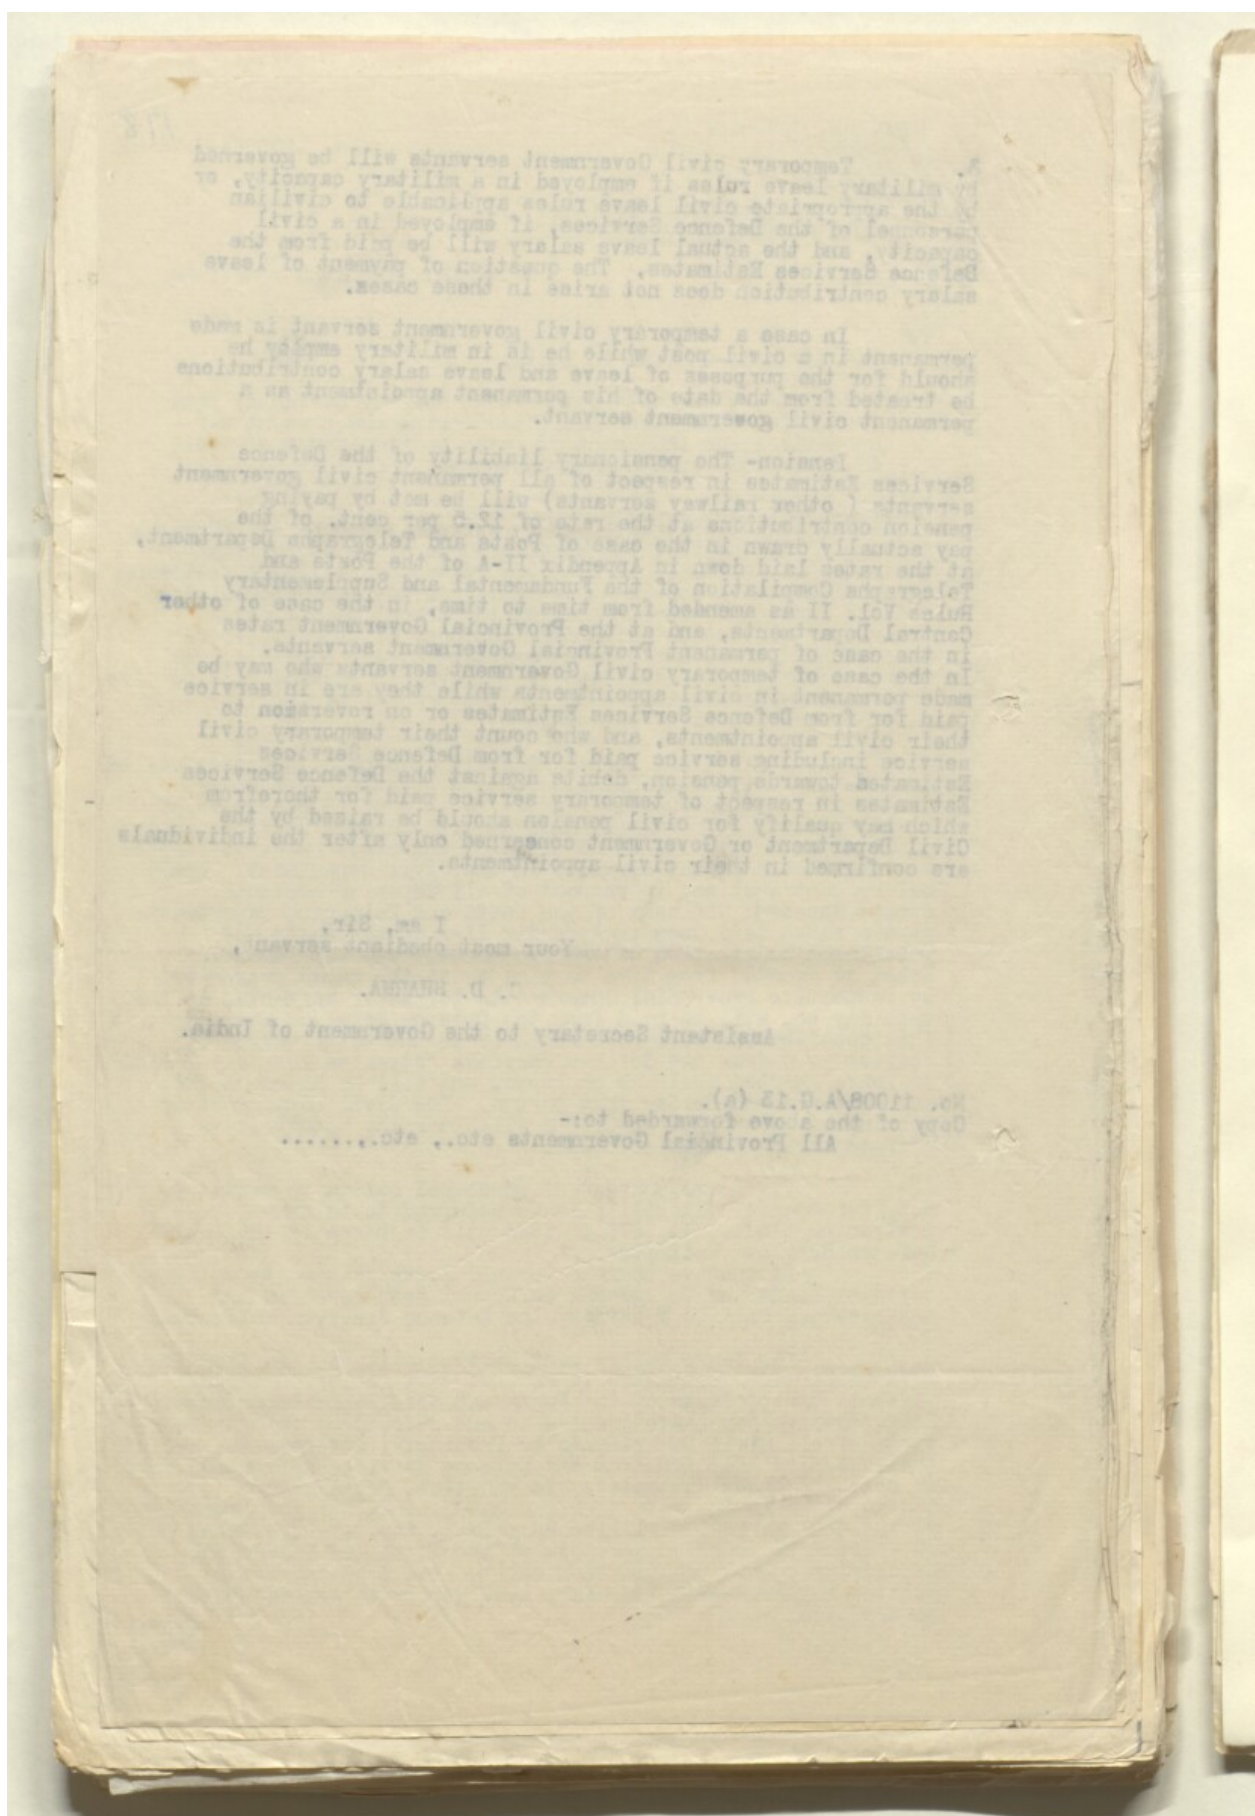 3. Temporary civil Government servants will be governed
by military leave rules if employed in a military capacity, or
by the appropriate civil leave rules applicable to civilian
personnel of the Defence Services, if employed in a civil
capacity, and the actual leave salary will be paid from the
Defence Services Estimates. The question of payment of leave
salary contribution does not arise in these cases.
In case a temporary civil government servant is made
permanent in a civil post while he is in military employ he
should for the purposes of leave and leave salary contributions
be treated from the date of his permanent appointment as a
permanent civil government servant.
Pension- The pensionary liability of the Defence
Services Estimates in respect of all permanent civil government
servants ( other railway servants) will be met by paying
pension contributions at the rate of 12.5 per cent. of the
pay actually drawn in the case of Posts and Telegraphs Department,
at the rates laid down in Appendix II-A of the Posts and
Telegraphs Compilation of the Fundamental and Supplementary
Rules Vol. II as amended from time to time, in the case of other
Central Departments, and at the Provincial Government rates
in the case of permanent Provincial Government servants.
In the case of temporary civil Government servants who may be
made permanent in civil appointments while they are in service
paid for from Defence Services Estimates or on reversion to
their civil appointments, and who count their temporary civil
service including service paid for from Defence Services
Estimated towards pension, debits against the Defence Services
Estimates in respect of temporary service paid for therefrom
which may qualify for civil pension should be raised by the
Civil Department or Government concerned only after the individuals
are confirmed in their civil appointments.
I am, Sir,
Your most obedient servant,
D. SHARMA.
Assistant Secretary to the Government of India.
No. 11008/A.G.13 (a).
Copy of the above forwarded to:-
All Provincial Governments etc., etc.,......